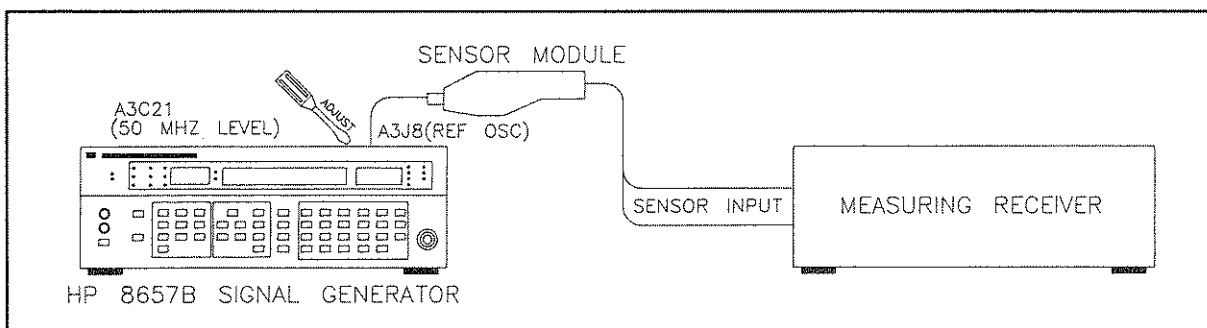 SENSOR MODULE
ADJUST
A3C21
(50 MHZ LEVEL)
A3J8(REF OSC)
SENSOR INPUT
MEASURING RECEIVER
HP 8657B SIGNAL GENERATOR